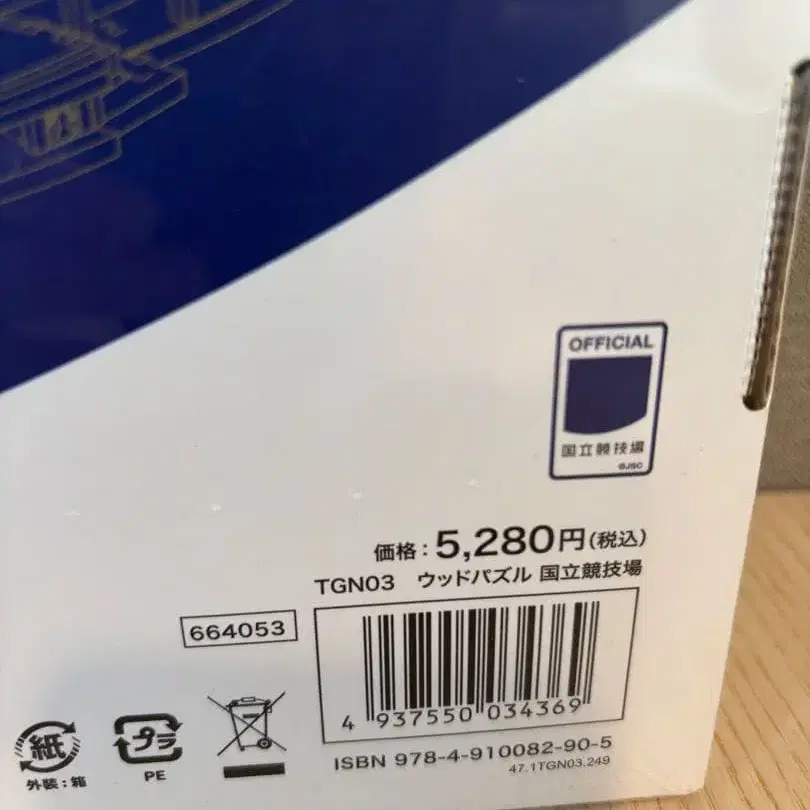 OFFICIAL
国立競技場
©JSC
価格：5,280円(税込)
TGN03 ウッドパズル 国立競技場
664053
4 937550 034369
ISBN 978-4-910082-90-5
47.1TGN03.249
紙
外装：箱
プラ
PE